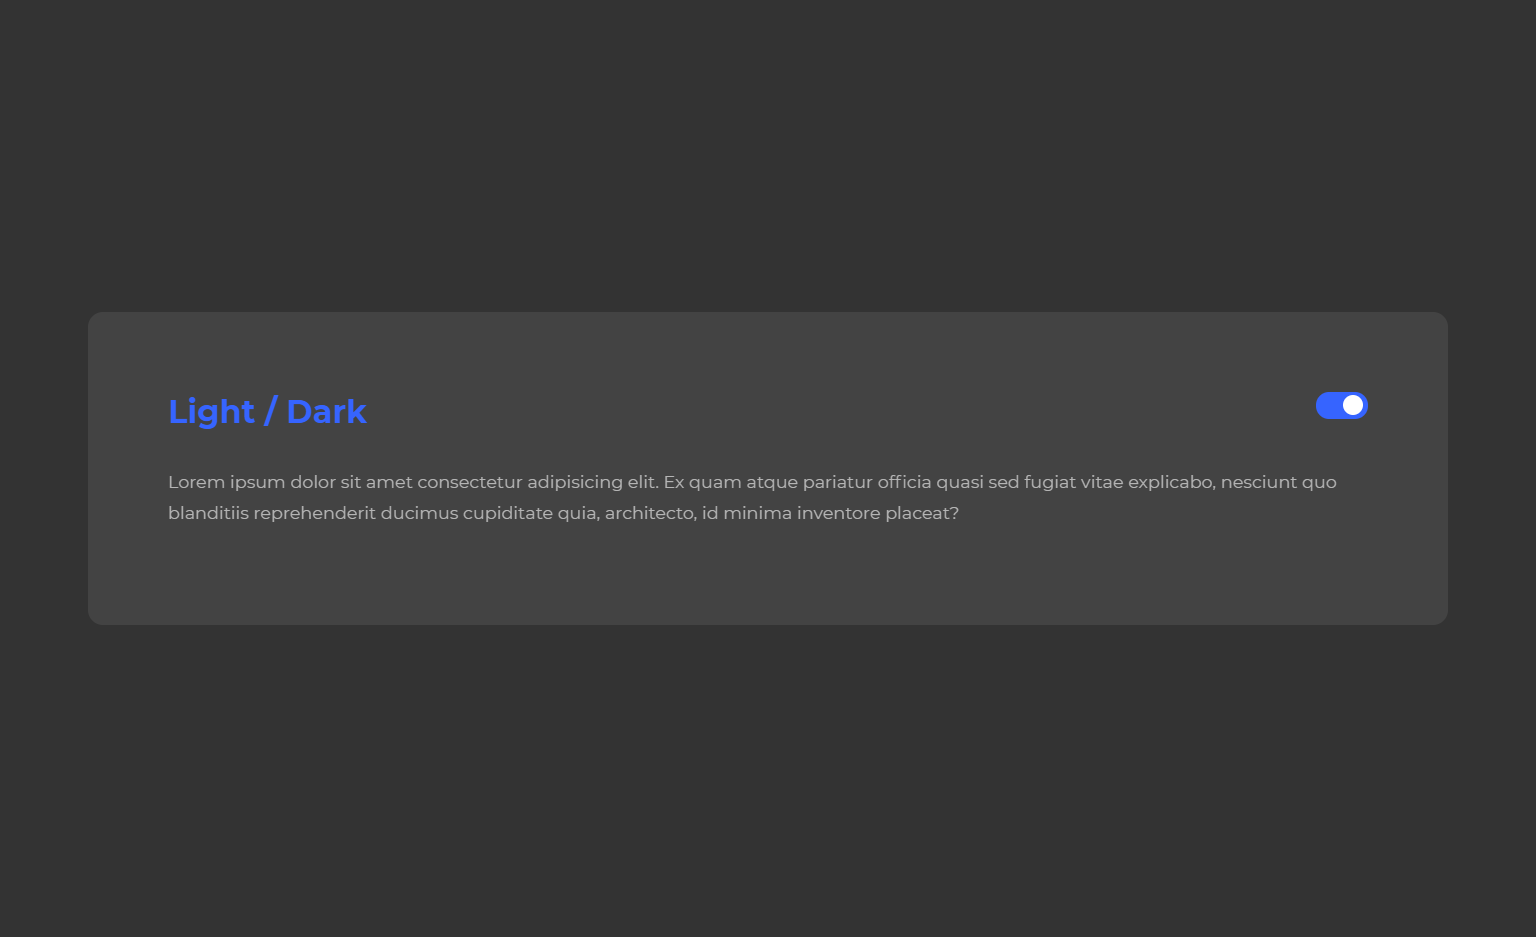 Light / Dark
Lorem ipsum dolor sit amet consectetur adipisicing elit. Ex quam atque pariatur officia quasi sed fugiat vitae explicabo, nesciunt quo
blanditiis reprehenderit ducimus cupiditate quia, architecto, id minima inventore placeat?